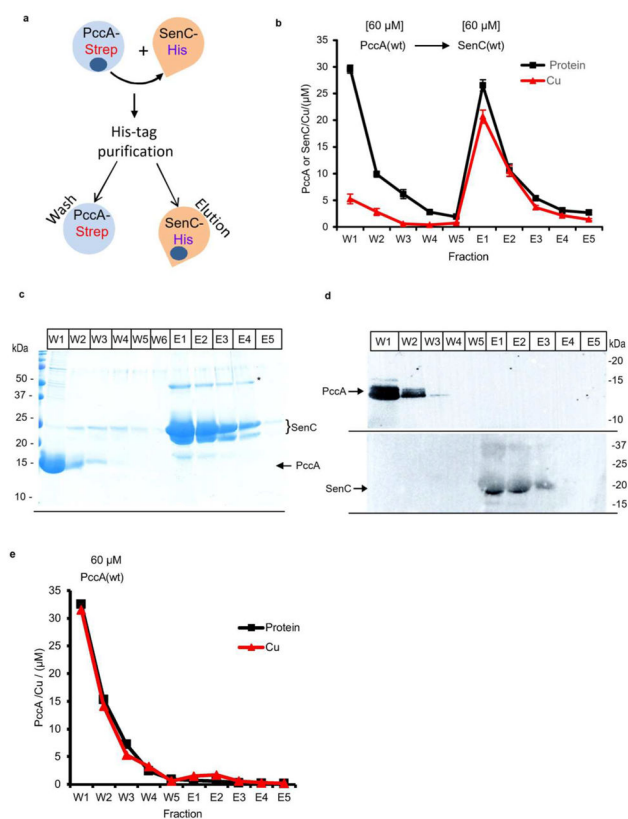 a
PccA-
Strep
+
SenC-
His
His-tag
purification
Wash
Elution
PccA-
Strep
SenC-
His
b
[60 µM] [60 µM]
PccA(wt) SenC(wt)
PccA or SenC/Cu/(µM)
35
30
25
20
15
10
5
0
Protein
Cu
W1 W2 W3 W4 W5 E1 E2 E3 E4 E5
Fraction
c
W1 W2 W3 W4 W5 W6 E1 E2 E3 E4 E5
kDa
50 -
37 -
25 -
20 -
15 -
10 -
*
}SenC
PccA
d
W1 W2 W3 W4 W5 E1 E2 E3 E4 E5
kDa
PccA
-20
-15
-10
SenC
-37
-25
-20
-15
e
60 µM
PccA(wt)
PccA /Cu / (µM)
35
30
25
20
15
10
5
0
Protein
Cu
W1 W2 W3 W4 W5 E1 E2 E3 E4 E5
Fraction